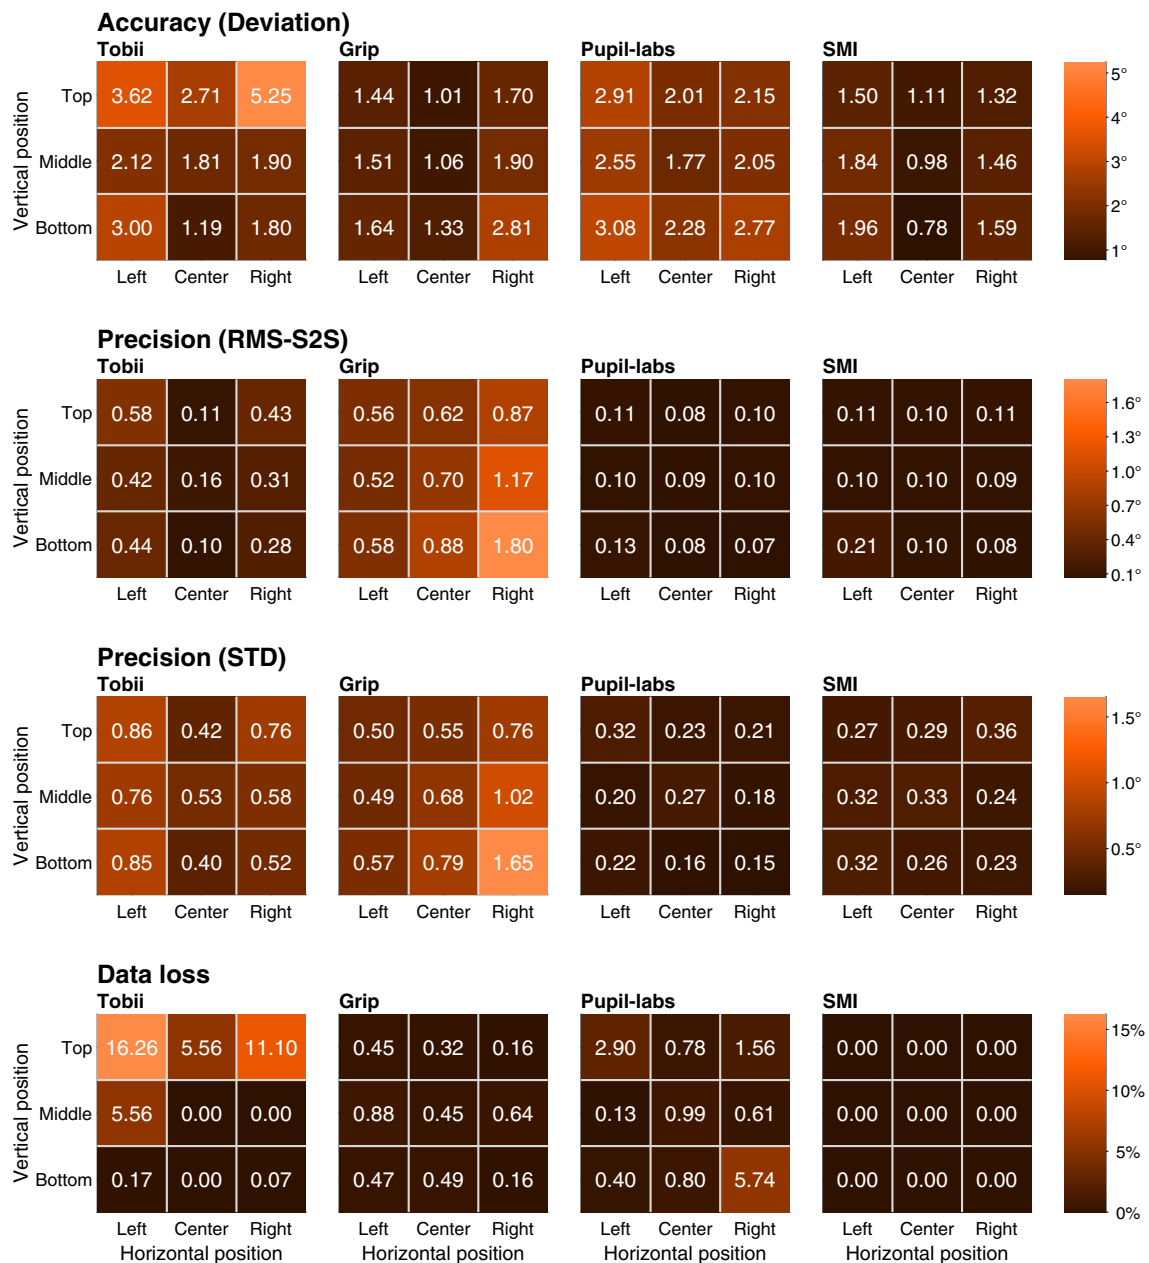 Accuracy (Deviation)
Tobii Grip Pupil-labs SMI
Vertical position
Top 3.62 2.71 5.25 1.44 1.01 1.70 2.91 2.01 2.15 1.50 1.11 1.32
Middle 2.12 1.81 1.90 1.51 1.06 1.90 2.55 1.77 2.05 1.84 0.98 1.46
Bottom 3.00 1.19 1.80 1.64 1.33 2.81 3.08 2.28 2.77 1.96 0.78 1.59
Left Center Right Left Center Right Left Center Right Left Center Right
5°
4°
3°
2°
1°
Precision (RMS-S2S)
Tobii Grip Pupil-labs SMI
Vertical position
Top 0.58 0.11 0.43 0.56 0.62 0.87 0.11 0.08 0.10 0.11 0.10 0.11
Middle 0.42 0.16 0.31 0.52 0.70 1.17 0.10 0.09 0.10 0.10 0.10 0.09
Bottom 0.44 0.10 0.28 0.58 0.88 1.80 0.13 0.08 0.07 0.21 0.10 0.08
Left Center Right Left Center Right Left Center Right Left Center Right
1.6°
1.3°
1.0°
0.7°
0.4°
0.1°
Precision (STD)
Tobii Grip Pupil-labs SMI
Vertical position
Top 0.86 0.42 0.76 0.50 0.55 0.76 0.32 0.23 0.21 0.27 0.29 0.36
Middle 0.76 0.53 0.58 0.49 0.68 1.02 0.20 0.27 0.18 0.32 0.33 0.24
Bottom 0.85 0.40 0.52 0.57 0.79 1.65 0.22 0.16 0.15 0.32 0.26 0.23
Left Center Right Left Center Right Left Center Right Left Center Right
1.5°
1.0°
0.5°
Data loss
Tobii Grip Pupil-labs SMI
Vertical position
Top 16.26 5.56 11.10 0.45 0.32 0.16 2.90 0.78 1.56 0.00 0.00 0.00
Middle 5.56 0.00 0.00 0.88 0.45 0.64 0.13 0.99 0.61 0.00 0.00 0.00
Bottom 0.17 0.00 0.07 0.47 0.49 0.16 0.40 0.80 5.74 0.00 0.00 0.00
Left Center Right Left Center Right Left Center Right Left Center Right
Horizontal position Horizontal position Horizontal position Horizontal position
15%
10%
5%
0%